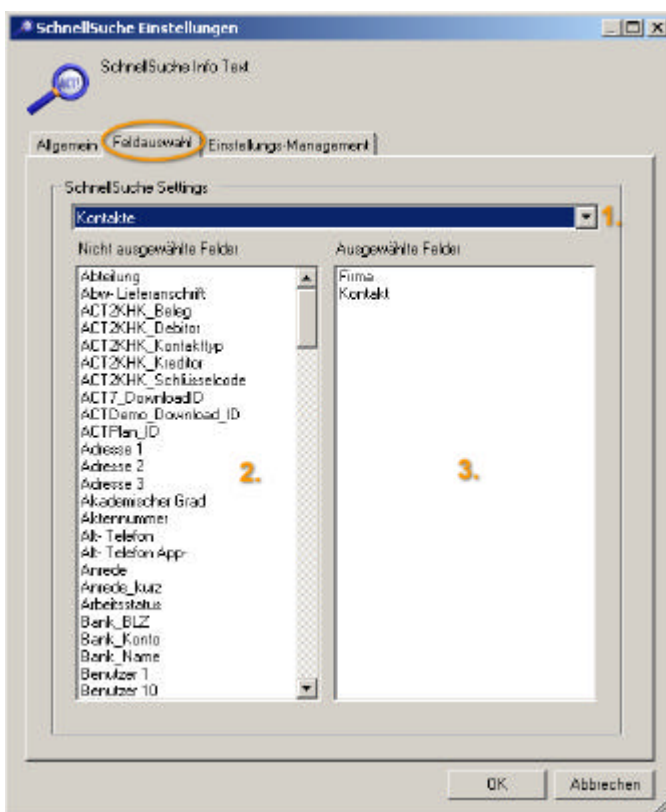 SchnellSuche Einstellungen
ACT!
SchnellSuche Info Text
Allgemein Feldauswahl Einstellungs-Management
SchnellSuche Settings
Kontakte
1.
Nicht ausgewählte Felder Ausgewählte Felder
Abteilung Firma
Abw- Lieferanschrift Kontakt
ACT2KHK_Beleg
ACT2KHK_Debitor
ACT2KHK_Kontakttyp
ACT2KHK_Kreditor
ACT2KHK_Schlüsselcode
ACT7_DownloadID
ACTDemo_Download_ID
ACTPlan_ID
Adresse 1
Adresse 2
Adresse 3
2. 3.
Akademischer Grad
Aktennummer
Alt- Telefon
Alt- Telefon App-
Anrede
Anrede_kurz
Arbeitsstatus
Bank_BLZ
Bank_Konto
Bank_Name
Benutzer 1
Benutzer 10
OK Abbrechen